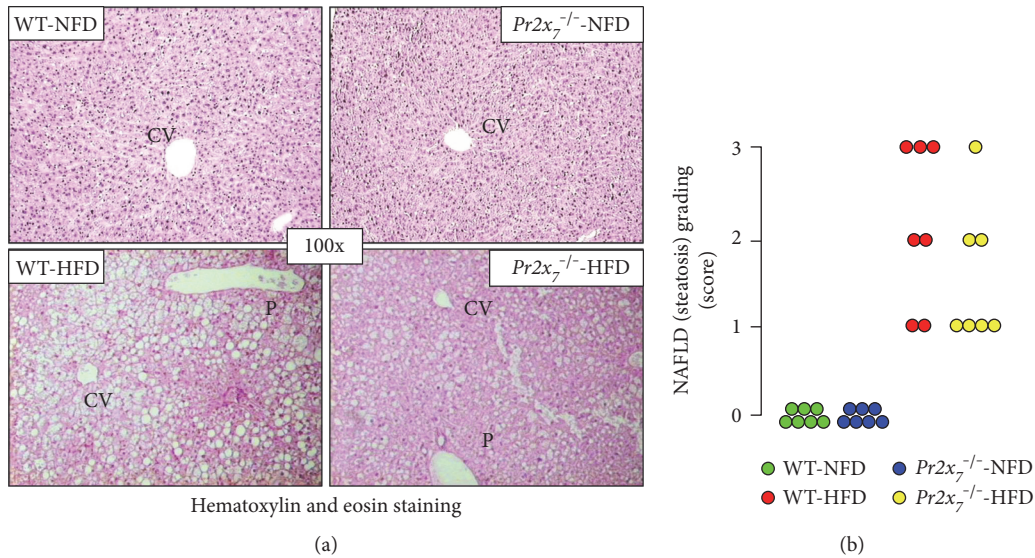 WT-NFD
Pr2x₇⁻/⁻-NFD
CV
CV
100x
WT-HFD
Pr2x₇⁻/⁻-HFD
P
CV
CV
P
Hematoxylin and eosin staining
(a)
NAFLD (steatosis) grading
(score)
3
2
1
0
WT-NFD
Pr2x₇⁻/⁻-NFD
WT-HFD
Pr2x₇⁻/⁻-HFD
(b)